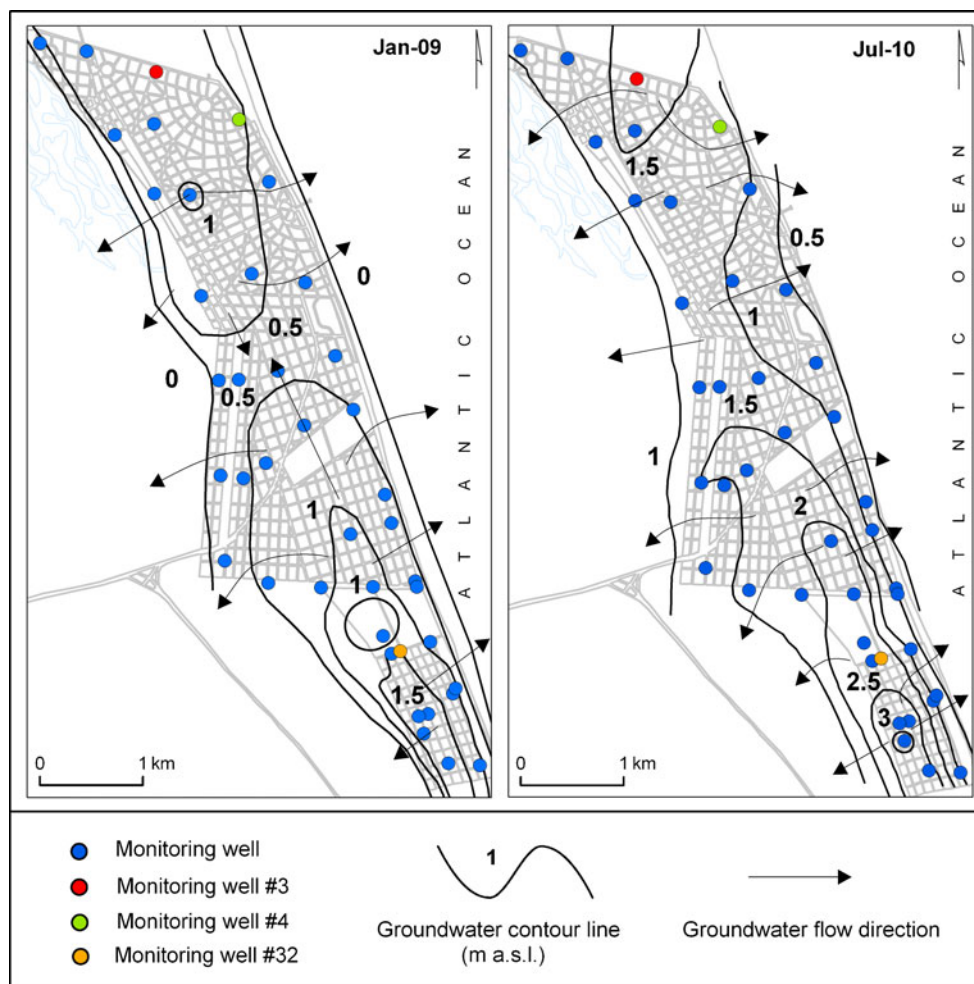 Jan-09
1
0
0.5
0
0.5
1
1
1.5
0
1 km
ATLANTIC OCEAN
Jul-10
1.5
0.5
1
1.5
1
2
2.5
3
0
1 km
ATLANTIC OCEAN
Monitoring well
Monitoring well #3
Monitoring well #4
Monitoring well #32
1
Groundwater contour line
(m a.s.l.)
Groundwater flow direction